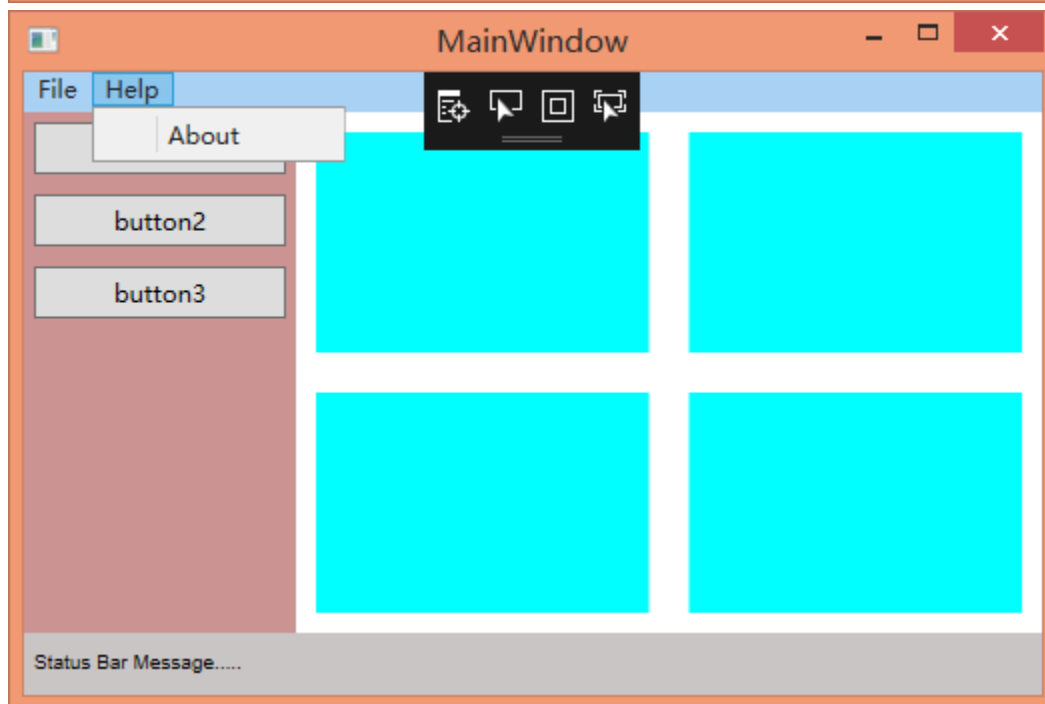 MainWindow
File Help
About
button2
button3
Status Bar Message.....